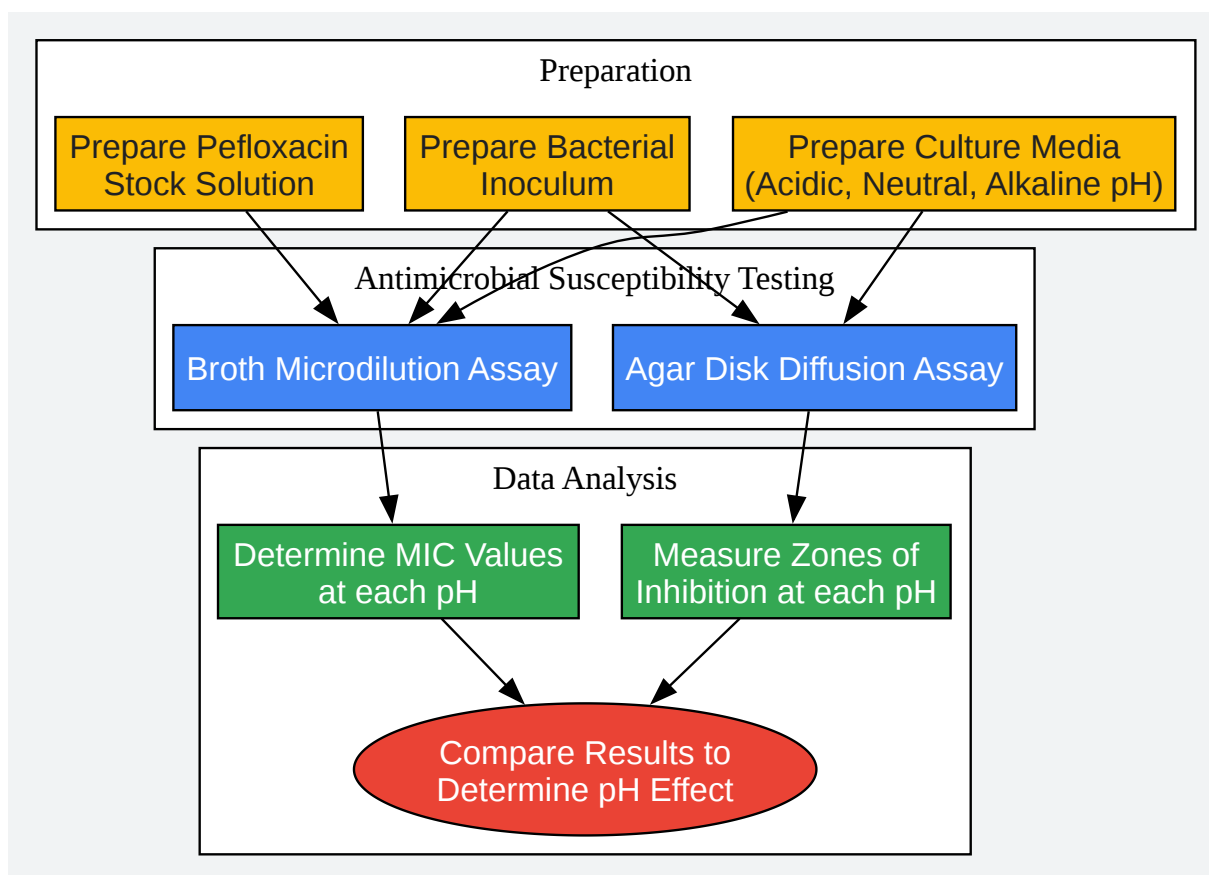 Preparation
Prepare Pefloxacin
Stock Solution
Prepare Bacterial
Inoculum
Prepare Culture Media
(Acidic, Neutral, Alkaline pH)
Antimicrobial Susceptibility Testing
Broth Microdilution Assay
Agar Disk Diffusion Assay
Data Analysis
Determine MIC Values
at each pH
Measure Zones of
Inhibition at each pH
Compare Results to
Determine pH Effect